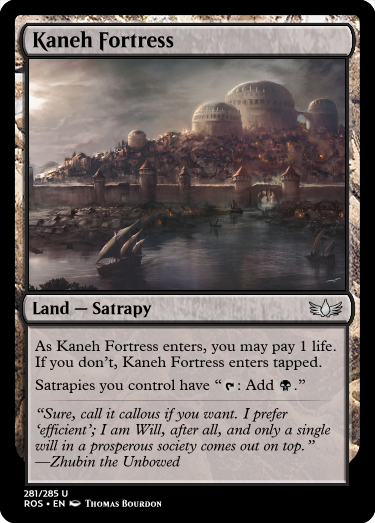 Kaneh Fortress
Land — Satrapy
As Kaneh Fortress enters, you may pay 1 life.
If you don't, Kaneh Fortress enters tapped.
Satrapies you control have “: Add .”
“Sure, call it callous if you want. I prefer
‘efficient’; I am Will, after all, and only a single
will in a prosperous society comes out on top.”
—Zhubin the Unbowed
281/285 U
ROS • EN Thomas Bourdon